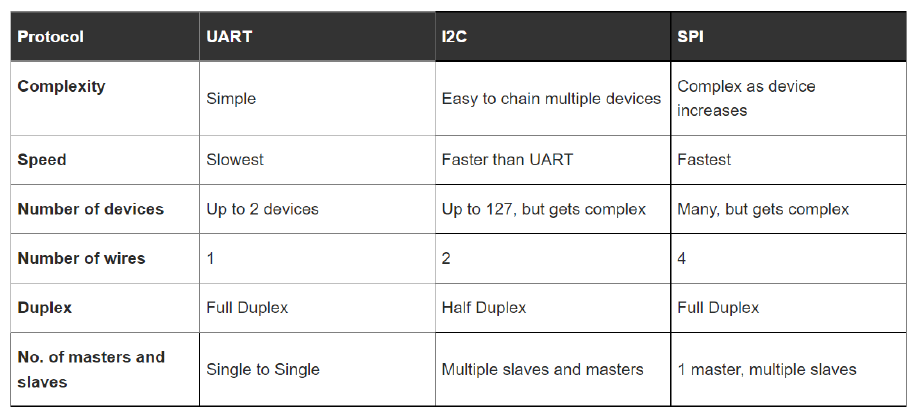 Protocol UART I2C SPI
Complexity Simple Easy to chain multiple devices Complex as device
increases
Speed Slowest Faster than UART Fastest
Number of devices Up to 2 devices Up to 127, but gets complex Many, but gets complex
Number of wires 1 2 4
Duplex Full Duplex Half Duplex Full Duplex
No. of masters and
slaves Single to Single Multiple slaves and masters 1 master, multiple slaves